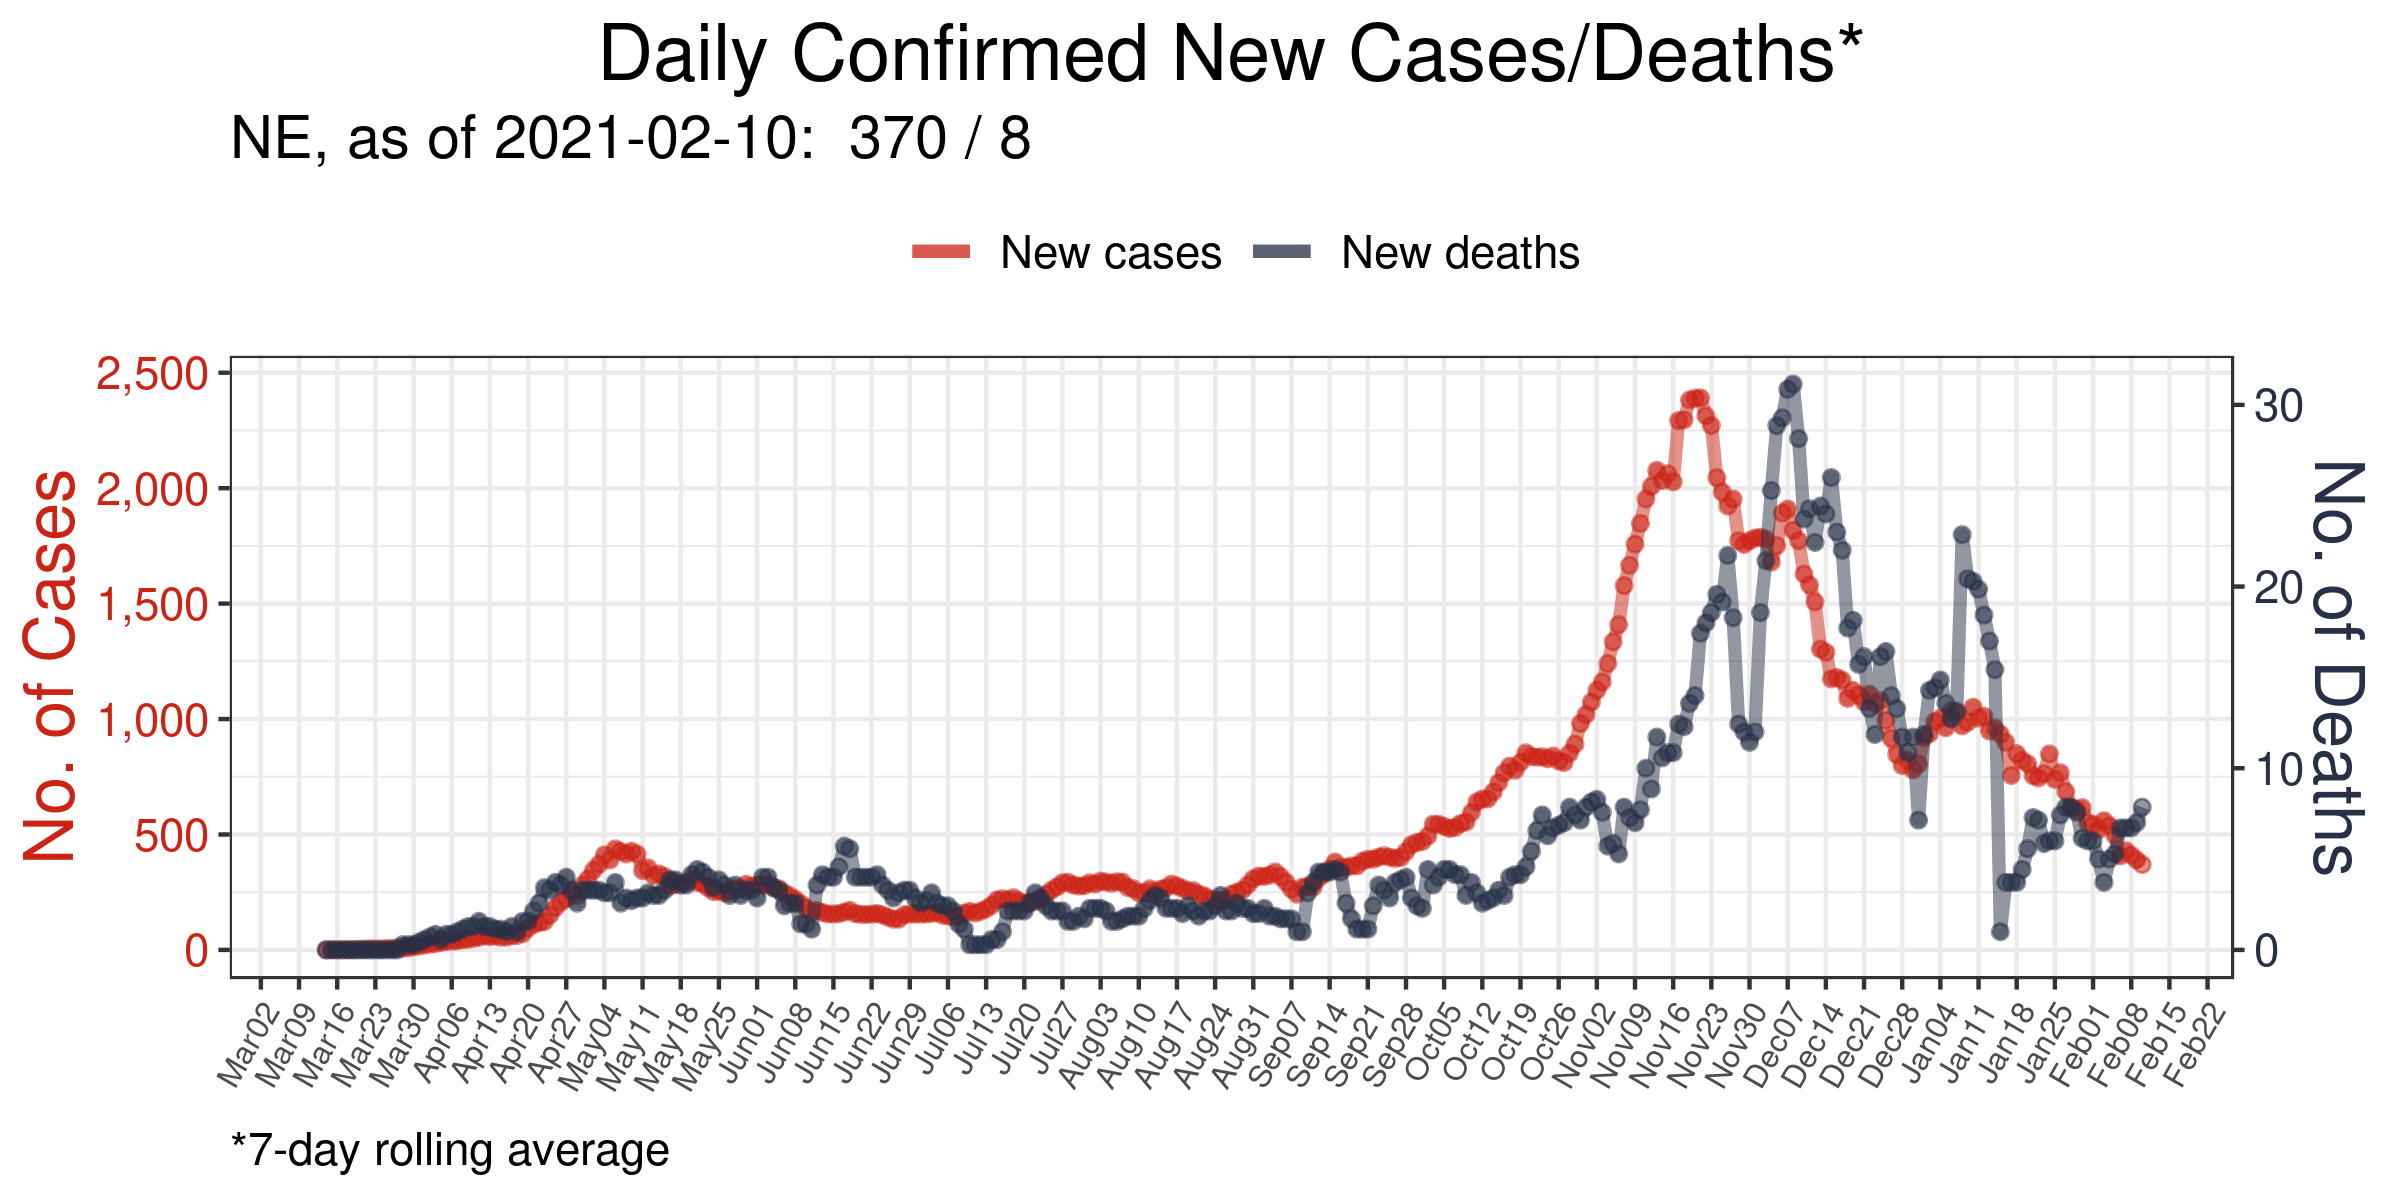 Daily Confirmed New Cases/Deaths*
NE, as of 2021-02-10:  370 / 8
New cases
New deaths
No. of Cases
2,500
2,000
1,500
1,000
500
0
30
20
10
0
No. of Deaths
Mar02
Mar09
Mar16
Mar23
Mar30
Apr06
Apr13
Apr20
Apr27
May04
May11
May18
May25
Jun01
Jun08
Jun15
Jun22
Jun29
Jul06
Jul13
Jul20
Jul27
Aug03
Aug10
Aug17
Aug24
Aug31
Sep07
Sep14
Sep21
Sep28
Oct05
Oct12
Oct19
Oct26
Nov02
Nov09
Nov16
Nov23
Nov30
Dec07
Dec14
Dec21
Dec28
Jan04
Jan11
Jan18
Jan25
Feb01
Feb08
Feb15
Feb22
*7-day rolling average